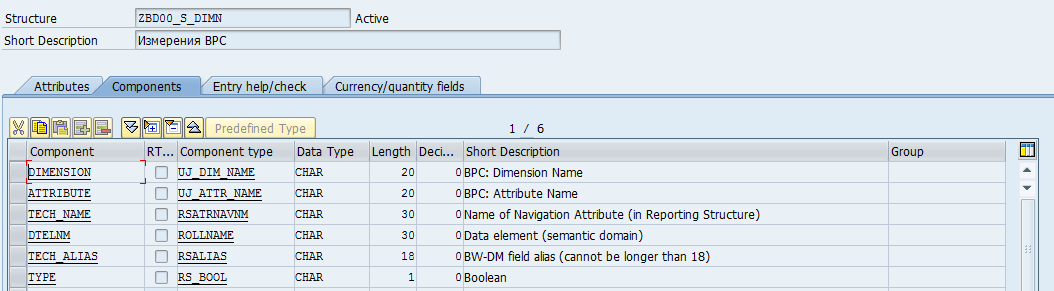 Structure ZBD00_S_DIMN Active
Short Description Измерения BPC
Attributes Components Entry help/check Currency/quantity fields
Predefined Type 1 / 6
Component RT... Component type Data Type Length Deci... Short Description Group
DIMENSION UJ_DIM_NAME CHAR 20 0 BPC: Dimension Name
ATTRIBUTE UJ_ATTR_NAME CHAR 20 0 BPC: Attribute Name
TECH_NAME RSATRNAVNM CHAR 30 0 Name of Navigation Attribute (in Reporting Structure)
DTELNM ROLLNAME CHAR 30 0 Data element (semantic domain)
TECH_ALIAS RSALIAS CHAR 18 0 BW-DM field alias (cannot be longer than 18)
TYPE RS_BOOL CHAR 1 0 Boolean